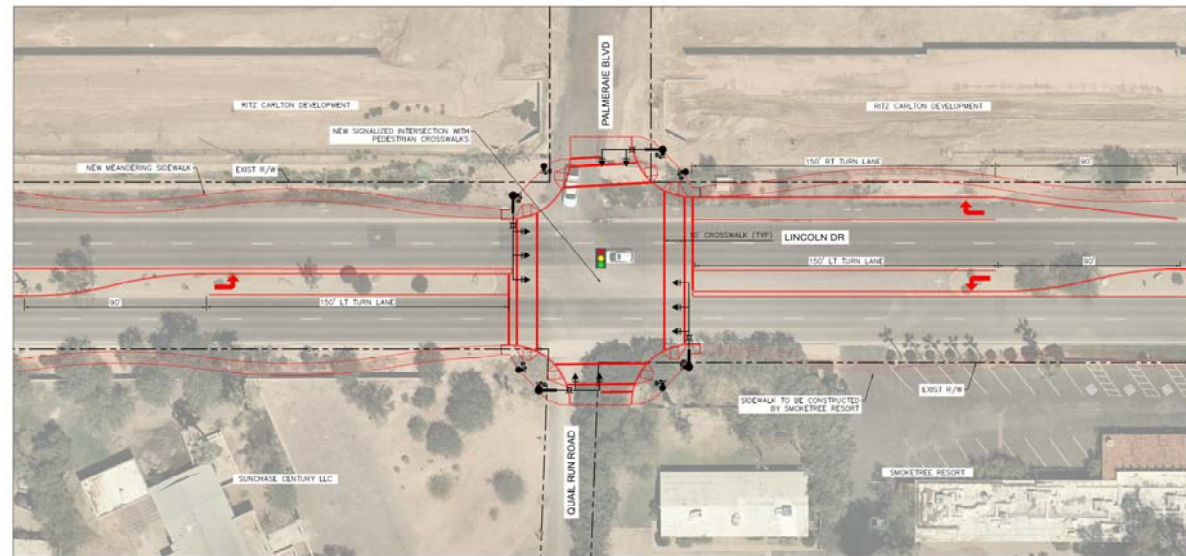 PALMERAIE BLVD
RITZ CARLTON DEVELOPMENT
RITZ CARLTON DEVELOPMENT
NEW SIGNALIZED INTERSECTION WITH
PEDESTRIAN CROSSWALKS
NEW MEANDERING SIDEWALK
EXIST R/W
150' RT TURN LANE
90'
10' CROSSWALK (TYP)
LINCOLN DR
150' LT TURN LANE
90'
90'
150' LT TURN LANE
EXIST R/W
SIDEWALK TO BE CONSTRUCTED
BY SMOKETREE RESORT
QUAIL RUN ROAD
SUNCHASE CENTURY LLC
SMOKETREE RESORT